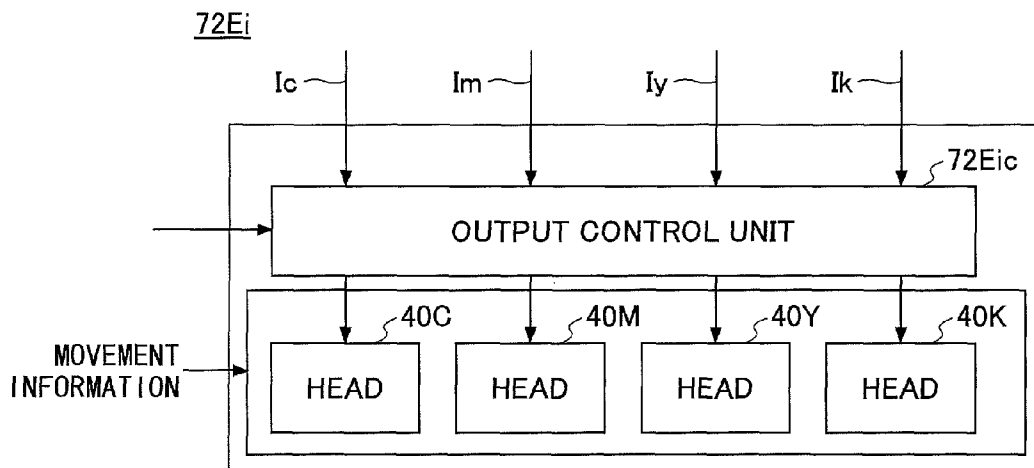 72Ei
Ic Im Iy Ik
72Eic
OUTPUT CONTROL UNIT
40C 40M 40Y 40K
MOVEMENT
INFORMATION
HEAD HEAD HEAD HEAD